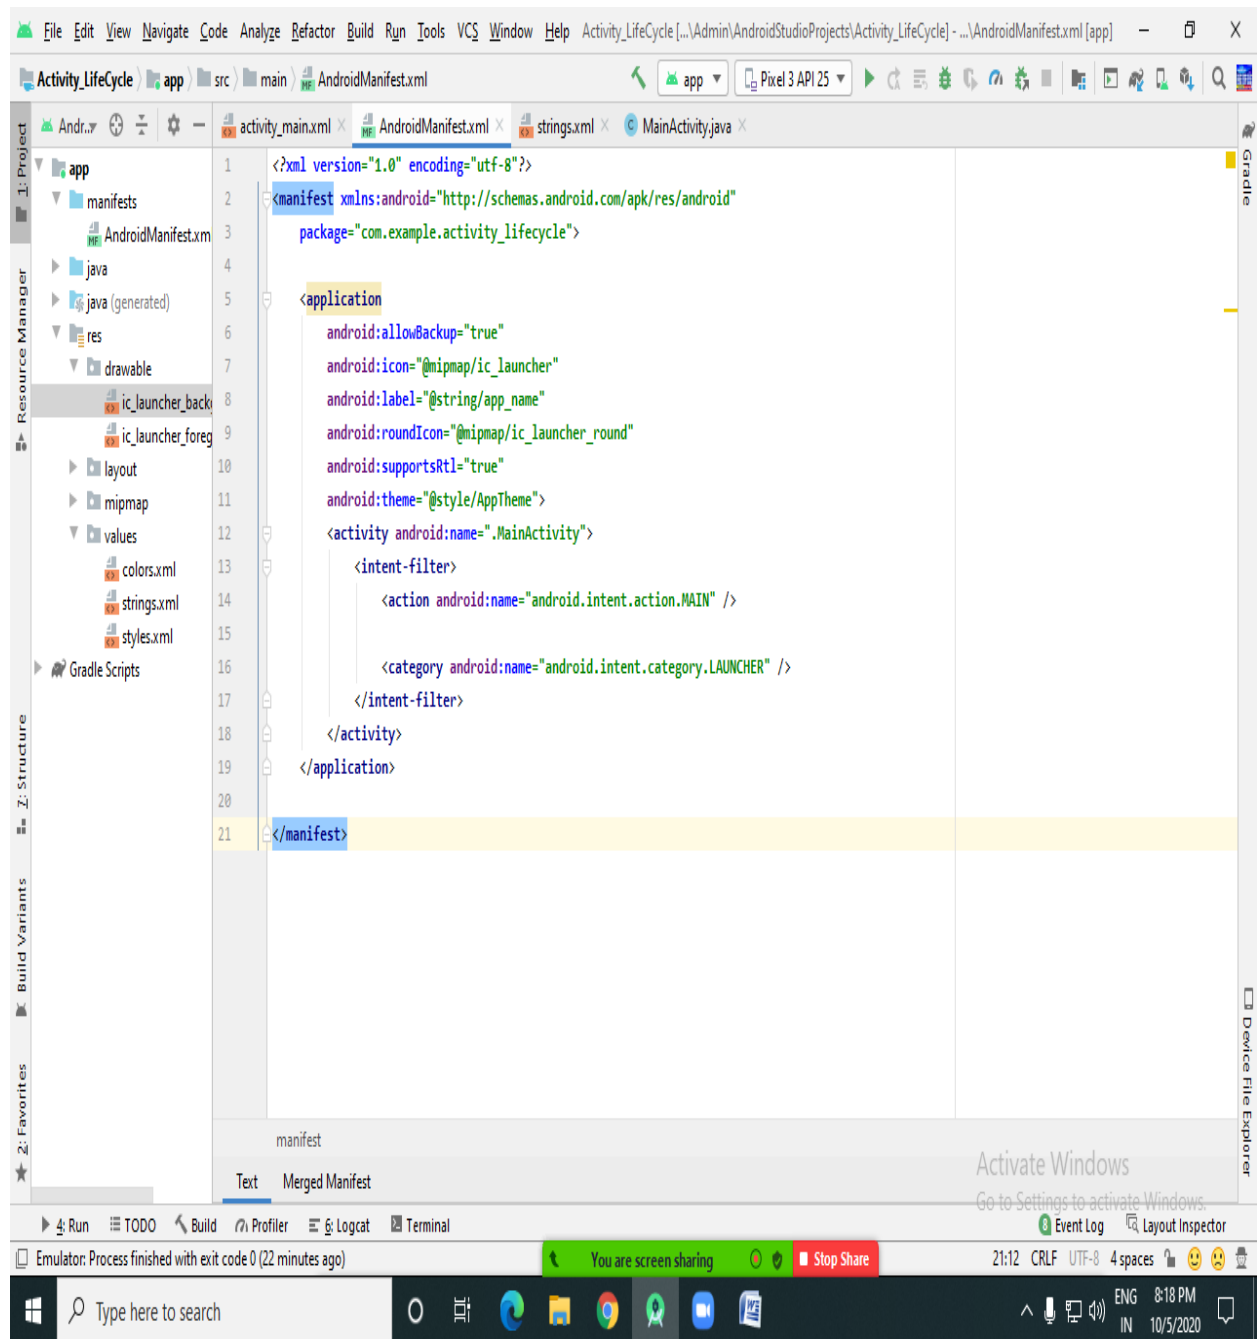 File Edit View Navigate Code Analyze Refactor Build Run Tools VCS Window Help Activity_LifeCycle [...\Admin\AndroidStudioProjects\Activity_LifeCycle] - ...\AndroidManifest.xml [app]
Activity_LifeCycle app src main AndroidManifest.xml app Pixel 3 API 25
Andr.. activity_main.xml AndroidManifest.xml strings.xml MainActivity.java
1: Project
Resource Manager
7: Structure
Build Variants
2: Favorites
app
manifests
AndroidManifest.xm
java
java (generated)
res
drawable
ic_launcher_back
ic_launcher_foreg
layout
mipmap
values
colors.xml
strings.xml
styles.xml
Gradle Scripts
1 <?xml version="1.0" encoding="utf-8"?>
2 <manifest xmlns:android="http://schemas.android.com/apk/res/android"
3 package="com.example.activity_lifecycle">
4
5 <application
6 android:allowBackup="true"
7 android:icon="@mipmap/ic_launcher"
8 android:label="@string/app_name"
9 android:roundIcon="@mipmap/ic_launcher_round"
10 android:supportsRtl="true"
11 android:theme="@style/AppTheme">
12 <activity android:name=".MainActivity">
13 <intent-filter>
14 <action android:name="android.intent.action.MAIN" />
15
16 <category android:name="android.intent.category.LAUNCHER" />
17 </intent-filter>
18 </activity>
19 </application>
20
21 </manifest>
Gradle
Device File Explorer
manifest
Text Merged Manifest
Activate Windows
Go to Settings to activate Windows.
4: Run TODO Build Profiler 6: Logcat Terminal 8 Event Log Layout Inspector
Emulator: Process finished with exit code 0 (22 minutes ago) You are screen sharing Stop Share 21:12 CRLF UTF-8 4 spaces
Type here to search ENG 8:18 PM
IN 10/5/2020